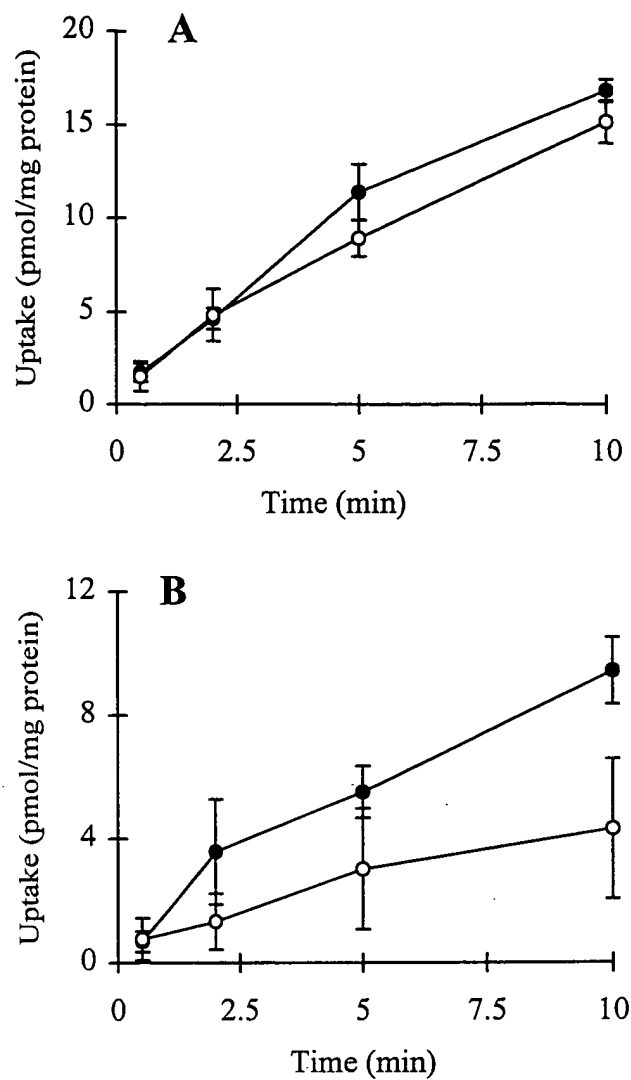 A
20
15
10
5
0
Uptake (pmol/mg protein)
0 2.5 5 7.5 10
Time (min)
B
12
8
4
0
Uptake (pmol/mg protein)
0 2.5 5 7.5 10
Time (min)